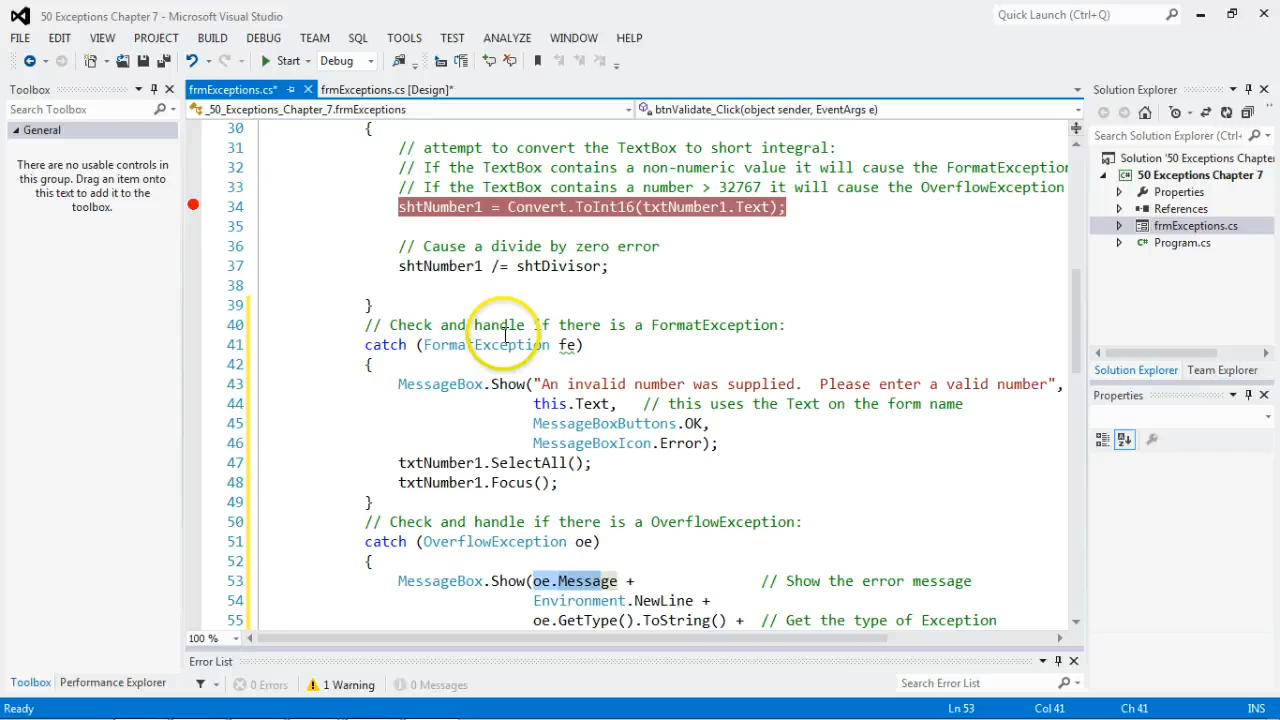 50 Exceptions Chapter 7 - Microsoft Visual Studio
Quick Launch (Ctrl+Q)
FILE EDIT VIEW PROJECT BUILD DEBUG TEAM SQL TOOLS TEST ANALYZE WINDOW HELP
Start Debug
Toolbox
Search Toolbox
General
There are no usable controls in
this group. Drag an item onto
this text to add it to the
toolbox.
Toolbox Performance Explorer
frmExceptions.cs* frmExceptions.cs [Design]*
_50_Exceptions_Chapter_7.frmExceptions btnValidate_Click(object sender, EventArgs e)
30 {
31 // attempt to convert the TextBox to short integral:
32 // If the TextBox contains a non-numeric value it will cause the FormatException
33 // If the TextBox contains a number > 32767 it will cause the OverflowException
34 shtNumber1 = Convert.ToInt16(txtNumber1.Text);
35
36 // Cause a divide by zero error
37 shtNumber1 /= shtDivisor;
38
39 }
40 // Check and handle if there is a FormatException:
41 catch (FormatException fe)
42 {
43 MessageBox.Show("An invalid number was supplied.  Please enter a valid number",
44 this.Text, // this uses the Text on the form name
45 MessageBoxButtons.OK,
46 MessageBoxIcon.Error);
47 txtNumber1.SelectAll();
48 txtNumber1.Focus();
49 }
50 // Check and handle if there is a OverflowException:
51 catch (OverflowException oe)
52 {
53 MessageBox.Show(oe.Message + // Show the error message
54 Environment.NewLine +
55 oe.GetType().ToString() + // Get the type of Exception
100 %
Error List
0 Errors 1 Warning 0 Messages
Search Error List
Solution Explorer
Search Solution Explorer (Ctrl+
Solution '50 Exceptions Chapte
50 Exceptions Chapter 7
Properties
References
frmExceptions.cs
Program.cs
Solution Explorer Team Explorer
Properties
Ready Ln 53 Col 41 Ch 41 INS